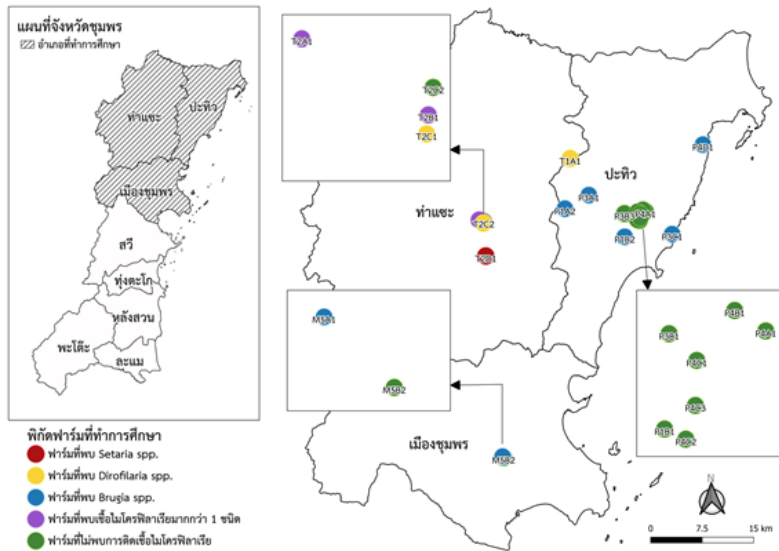 แผนที่จังหวัดชุมพร
อำเภอที่ทำการศึกษา
ท่าแซะ
ปะทิว
เมืองชุมพร
สวี
ทุ่งตะโก
หลังสวน
พะโต๊ะ
ละแม
พิกัดฟาร์มที่ทำการศึกษา
ฟาร์มที่พบ Setaria spp.
ฟาร์มที่พบ Dirofilaria spp.
ฟาร์มที่พบ Brugia spp.
ฟาร์มที่พบเชื้อไมโครฟิลาเรียมากกว่า 1 ชนิด
ฟาร์มที่ไม่พบการติดเชื้อไมโครฟิลาเรีย
T2A1
T2B1
T2C1
T1A1
P3A1
P1A2
ปะทิว
ท่าแซะ
T2C2
P3B3
P4A1
P1B2
M5B2
เมืองชุมพร
M5B2
P4B1
P3B1
P1B1
N
0 7.5 15 km